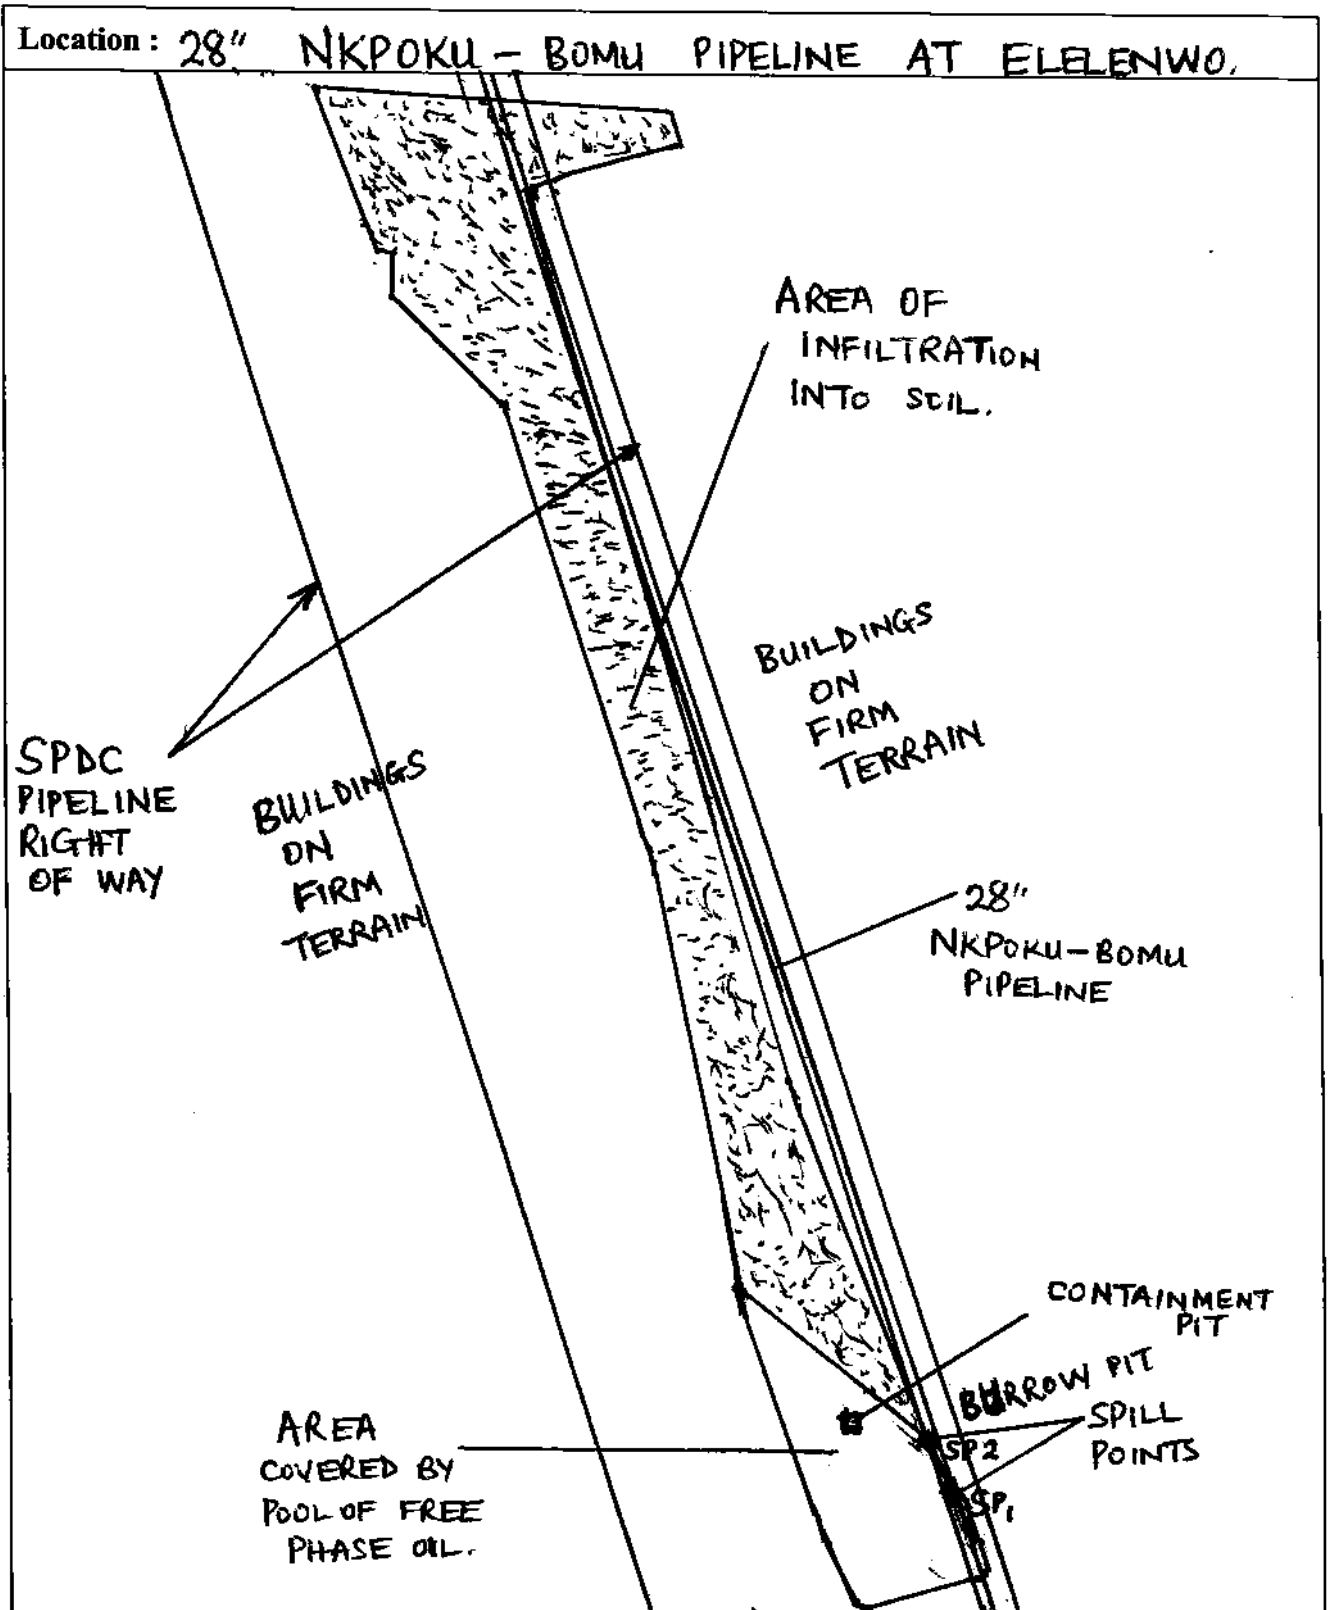 Location : 28" NKPOKU - BOMU PIPELINE AT ELELENWO.
AREA OF
INFILTRATION
INTO SOIL.
BUILDINGS
ON
FIRM
TERRAIN
SPDC
PIPELINE
RIGHT
OF WAY
BUILDINGS
ON
FIRM
TERRAIN
28"
NKPOKU-BOMU
PIPELINE
CONTAINMENT
PIT
BURROW PIT
SPILL
POINTS
SP2
SP1
AREA
COVERED BY
POOL OF FREE
PHASE OIL.